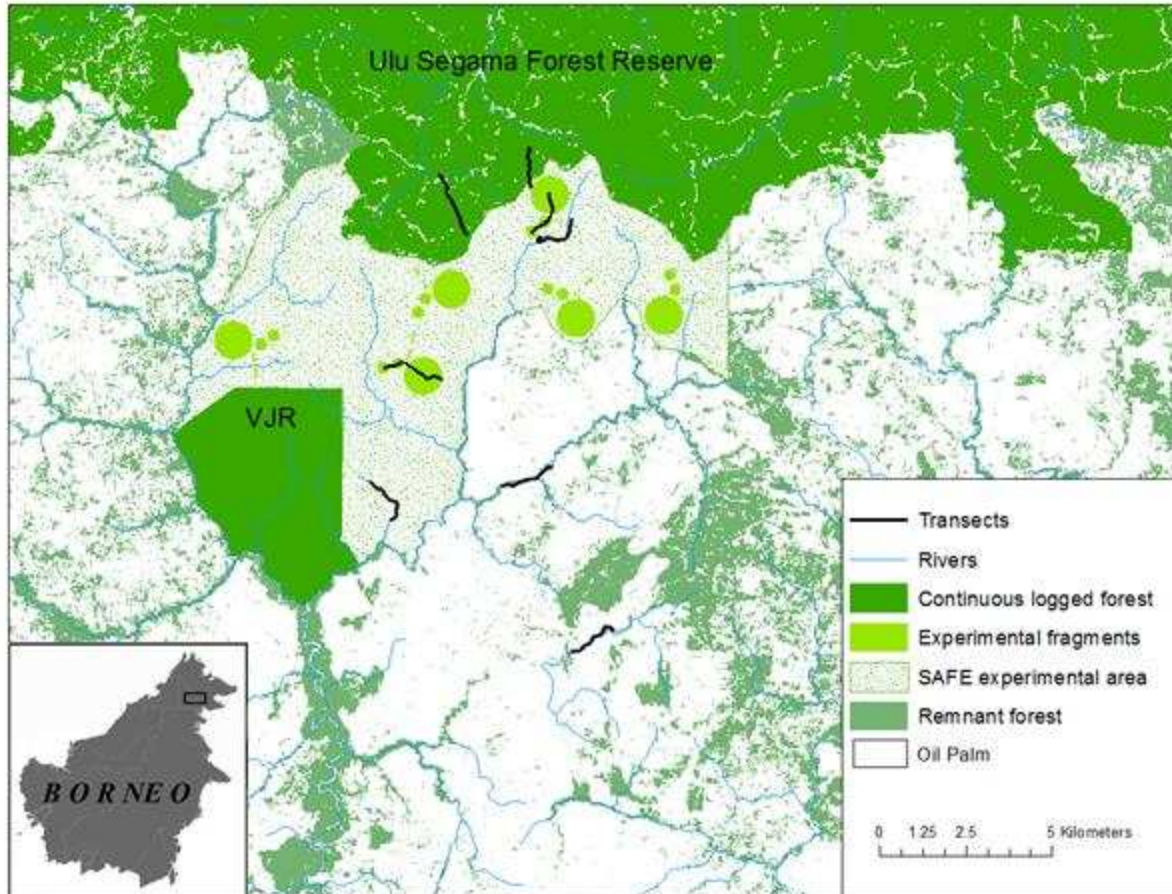 Ulu Segama Forest Reserve
VJR
Transects
Rivers
Continuous logged forest
Experimental fragments
SAFE experimental area
Remnant forest
Oil Palm
0 1.25 2.5 5 Kilometers
BORNEO